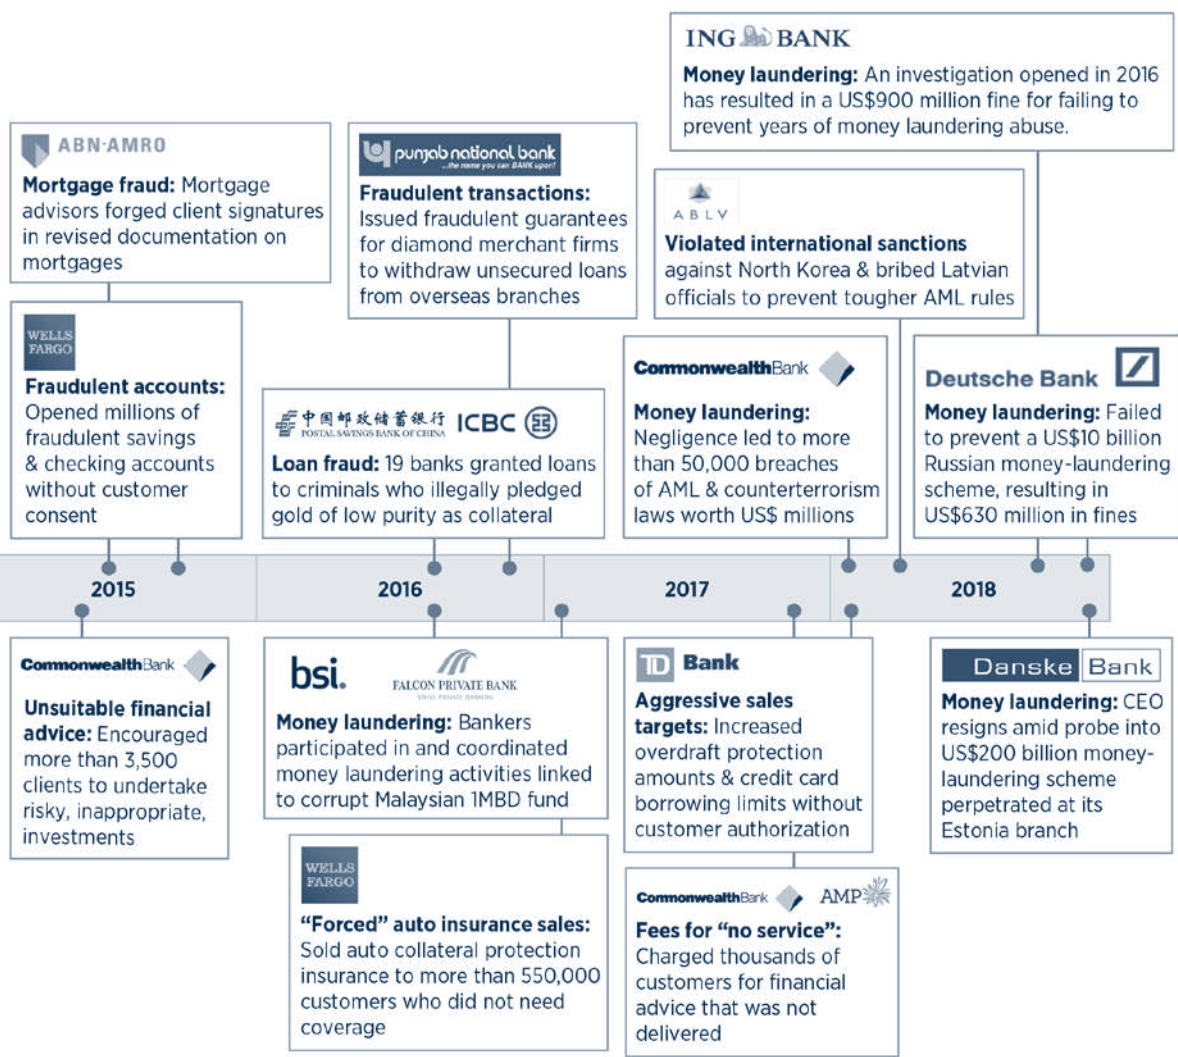 ING BANK
Money laundering: An investigation opened in 2016
has resulted in a US$900 million fine for failing to
prevent years of money laundering abuse.
ABN·AMRO
Mortgage fraud: Mortgage
advisors forged client signatures
in revised documentation on
mortgages
punjab national bank
...the name you can BANK upon!
Fraudulent transactions:
Issued fraudulent guarantees
for diamond merchant firms
to withdraw unsecured loans
from overseas branches
ABLV
Violated international sanctions
against North Korea & bribed Latvian
officials to prevent tougher AML rules
WELLS
FARGO
Fraudulent accounts:
Opened millions of
fraudulent savings
& checking accounts
without customer
consent
中国邮政储蓄银行
POSTAL SAVINGS BANK OF CHINA
ICBC
Loan fraud: 19 banks granted loans
to criminals who illegally pledged
gold of low purity as collateral
CommonwealthBank
Money laundering:
Negligence led to more
than 50,000 breaches
of AML & counterterrorism
laws worth US$ millions
Deutsche Bank
Money laundering: Failed
to prevent a US$10 billion
Russian money-laundering
scheme, resulting in
US$630 million in fines
2015 2016 2017 2018
CommonwealthBank
Unsuitable financial
advice: Encouraged
more than 3,500
clients to undertake
risky, inappropriate,
investments
bsi.
FALCON PRIVATE BANK
SWISS PRIVATE BANKING
Money laundering: Bankers
participated in and coordinated
money laundering activities linked
to corrupt Malaysian 1MBD fund
TD Bank
Aggressive sales
targets: Increased
overdraft protection
amounts & credit card
borrowing limits without
customer authorization
Danske Bank
Money laundering: CEO
resigns amid probe into
US$200 billion money-
laundering scheme
perpetrated at its
Estonia branch
WELLS
FARGO
“Forced” auto insurance sales:
Sold auto collateral protection
insurance to more than 550,000
customers who did not need
coverage
CommonwealthBank AMP
Fees for “no service”:
Charged thousands of
customers for financial
advice that was not
delivered